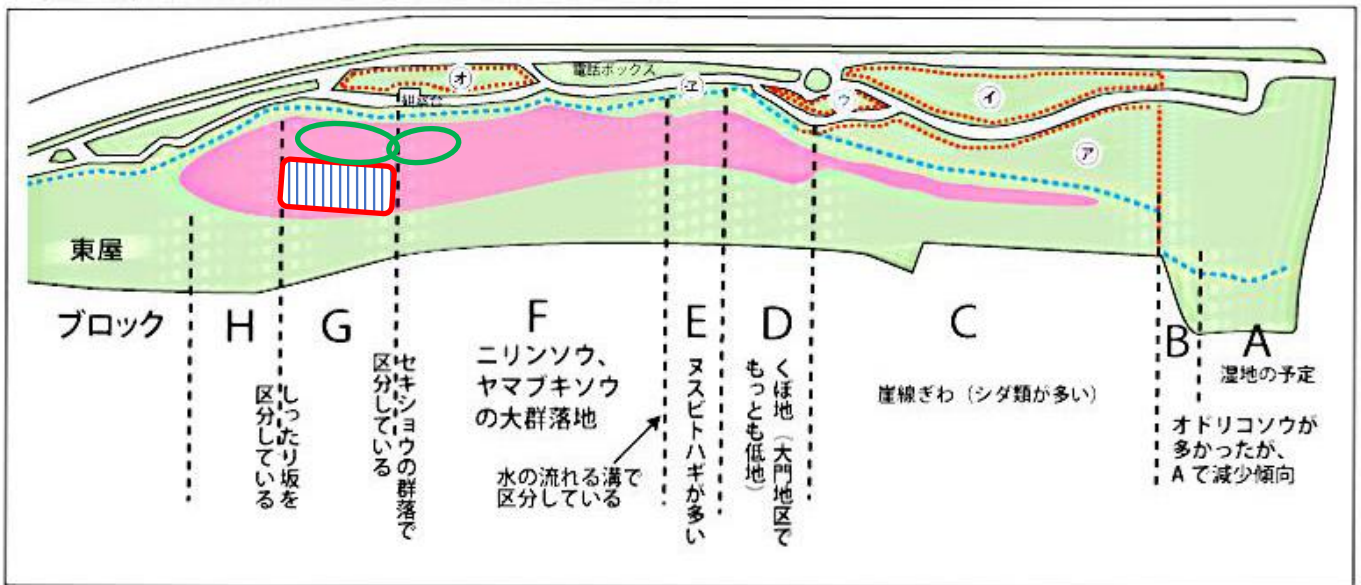 オ
電話ボックス
エ
ウ
イ
ア
東屋
ブロック
H
G
F
E
D
C
B
A
しったり坂を
区分している
セキショウの群落で
区分している
ニリンソウ、
ヤマブキソウ
の大群落地
水の流れる溝で
区分している
ヌスビトハギが多い
くぼ地（大門地区で
もっとも低地）
崖線ぎわ（シダ類が多い）
湿地の予定
オドリコソウが
多かったが、
Aで減少傾向